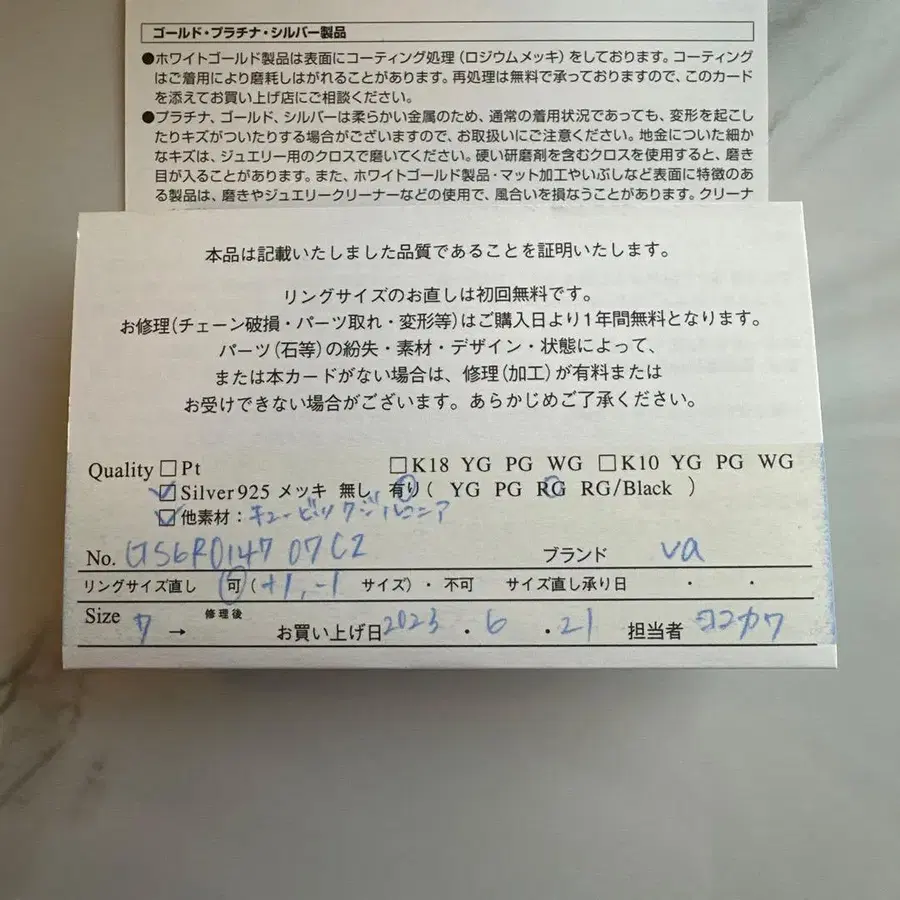 ゴールド・プラチナ・シルバー製品
●ホワイトゴールド製品は表面にコーティング処理(ロジウムメッキ)をしております。コーティング
はご着用により磨耗しはがれることがあります。再処理は無料で承っておりますので、このカード
を添えてお買い上げ店にご相談ください。
●プラチナ、ゴールド、シルバーは柔らかい金属のため、通常の着用状況であっても、変形を起こし
たりキズがついたりする場合がございますので、お取扱いにご注意ください。地金についた細か
なキズは、ジュエリー用のクロスで磨いてください。硬い研磨剤を含むクロスを使用すると、磨き
目が入ることがあります。また、ホワイトゴールド製品・マット加工やいぶしなど表面に特徴のあ
る製品は、磨きやジュエリークリーナーなどの使用で、風合いを損なうことがあります。クリーナ
本品は記載いたしました品質であることを証明いたします。
リングサイズのお直しは初回無料です。
お修理(チェーン破損・パーツ取れ・変形等)はご購入日より1年間無料となります。
パーツ(石等)の紛失・素材・デザイン・状態によって、
または本カードがない場合は、修理(加工)が有料または
お受けできない場合がございます。あらかじめご了承ください。
Quality □Pt □K18 YG PG WG □K10 YG PG WG
☑Silver925 メッキ 無し 有り( YG PG RG RG/Black )
☑他素材:キュービックジルコニア
No. GS6R0147 07C2 ブランド va
リングサイズ直し 可(+1,-1 サイズ)・不可 サイズ直し承り日 ・ ・
Size 7 → 修理後 お買い上げ日2023・6・21 担当者 ヨコカワ